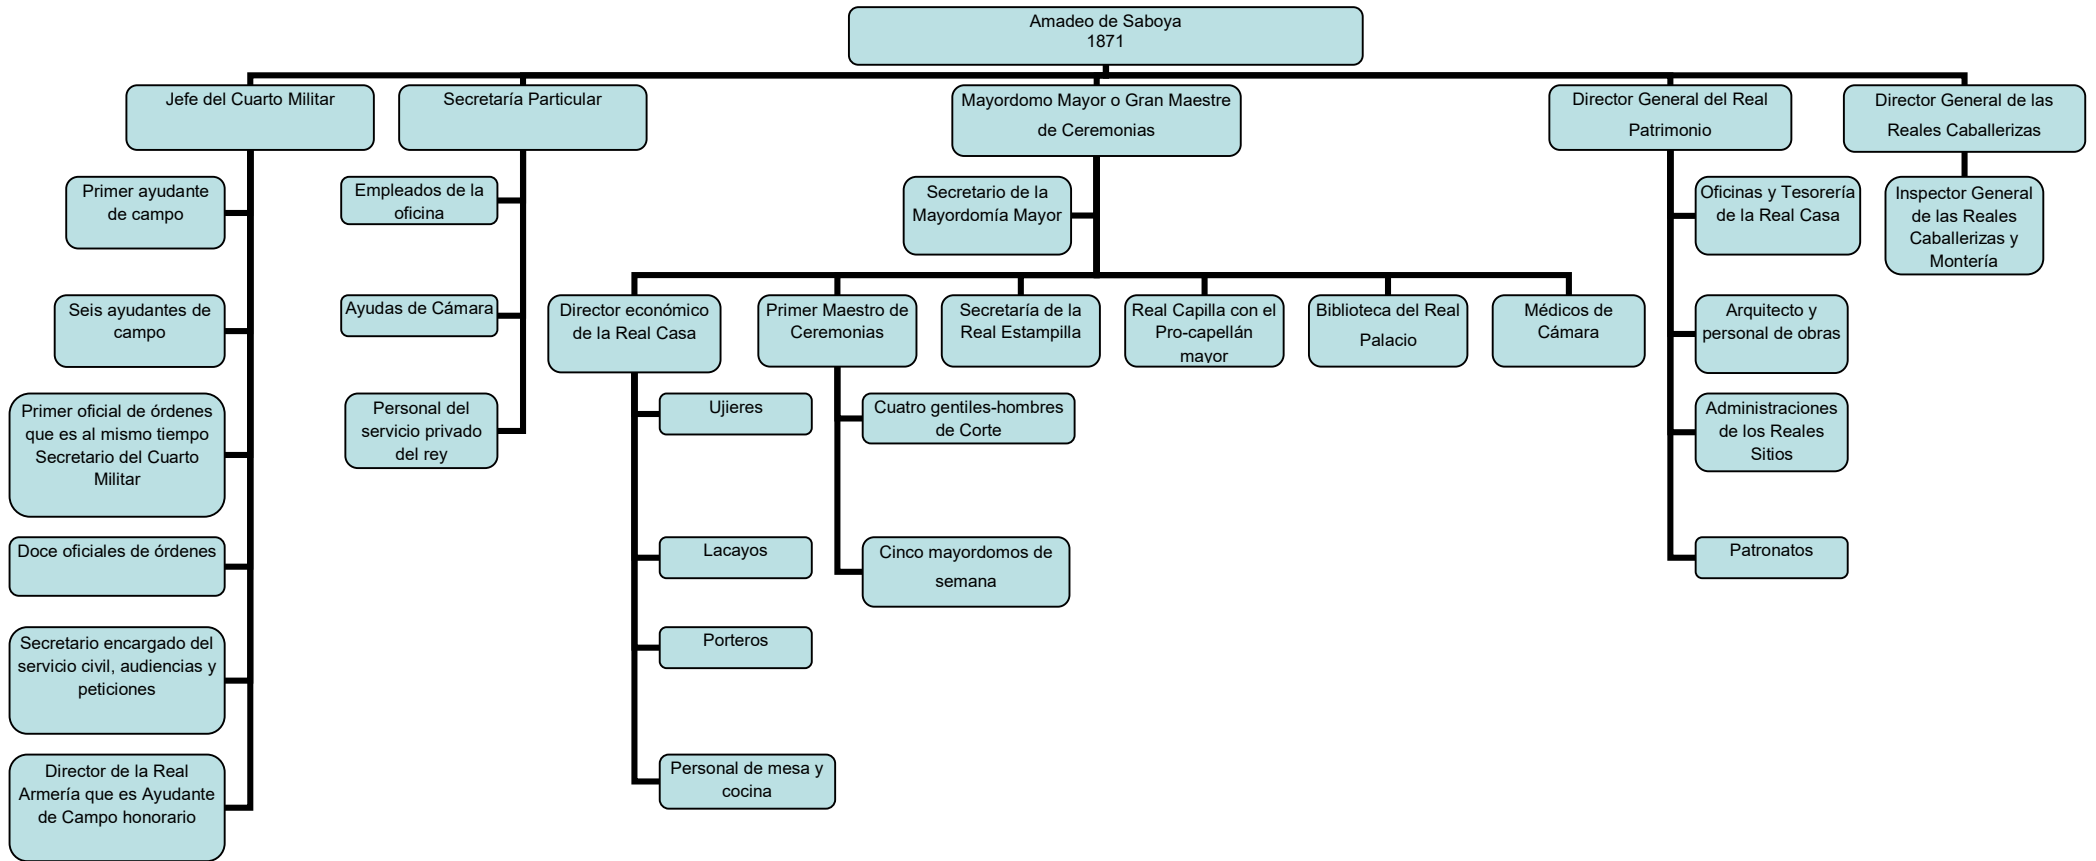 Amadeo de Saboya
1871
Jefe del Cuarto Militar
Secretaría Particular
Mayordomo Mayor o Gran Maestre
de Ceremonias
Director General del Real
Patrimonio
Director General de las
Reales Caballerizas
Primer ayudante
de campo
Seis ayudantes de
campo
Primer oficial de órdenes
que es al mismo tiempo
Secretario del Cuarto
Militar
Doce oficiales de órdenes
Secretario encargado del
servicio civil, audiencias y
peticiones
Director de la Real
Armería que es Ayudante
de Campo honorario
Empleados de la
oficina
Ayudas de Cámara
Personal del
servicio privado
del rey
Secretario de la
Mayordomía Mayor
Director económico
de la Real Casa
Ujieres
Lacayos
Porteros
Personal de mesa y
cocina
Primer Maestro de
Ceremonias
Cuatro gentiles-hombres
de Corte
Cinco mayordomos de
semana
Secretaría de la
Real Estampilla
Real Capilla con el
Pro-capellán
mayor
Biblioteca del Real
Palacio
Médicos de
Cámara
Oficinas y Tesorería
de la Real Casa
Arquitecto y
personal de obras
Administraciones
de los Reales
Sitios
Patronatos
Inspector General
de las Reales
Caballerizas y
Montería